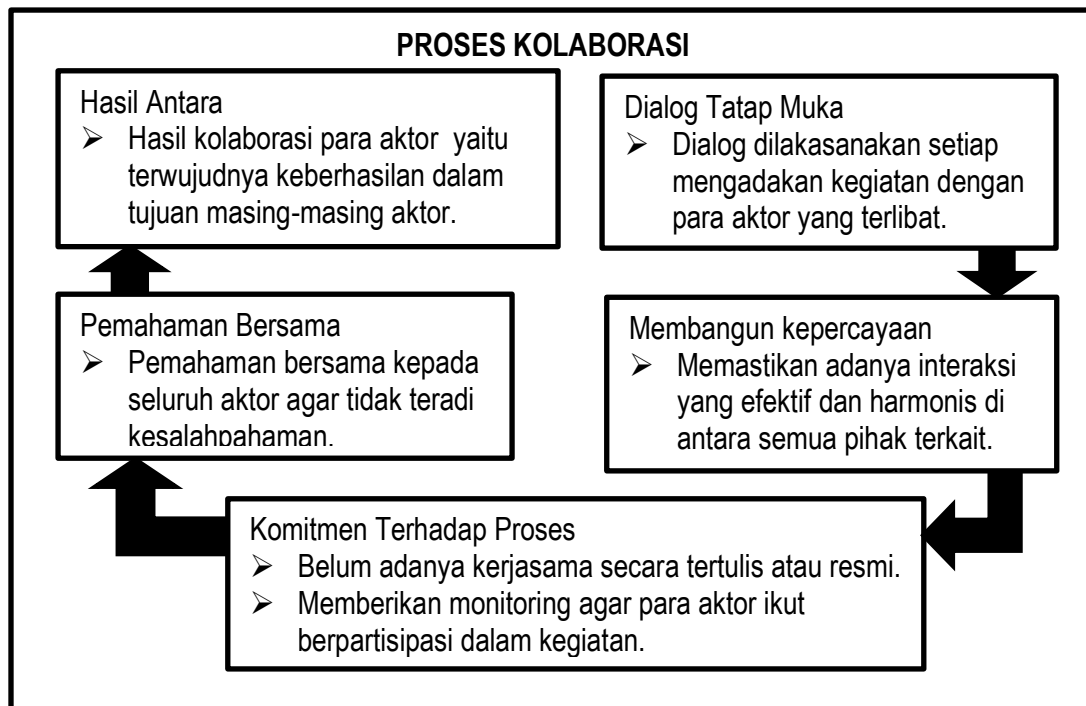 PROSES KOLABORASI
Hasil Antara
➢ Hasil kolaborasi para aktor yaitu
terwujudnya keberhasilan dalam
tujuan masing-masing aktor.
Dialog Tatap Muka
➢ Dialog dilakasanakan setiap
mengadakan kegiatan dengan
para aktor yang terlibat.
Pemahaman Bersama
➢ Pemahaman bersama kepada
seluruh aktor agar tidak teradi
kesalahpahaman.
Membangun kepercayaan
➢ Memastikan adanya interaksi
yang efektif dan harmonis di
antara semua pihak terkait.
Komitmen Terhadap Proses
➢ Belum adanya kerjasama secara tertulis atau resmi.
➢ Memberikan monitoring agar para aktor ikut
berpartisipasi dalam kegiatan.